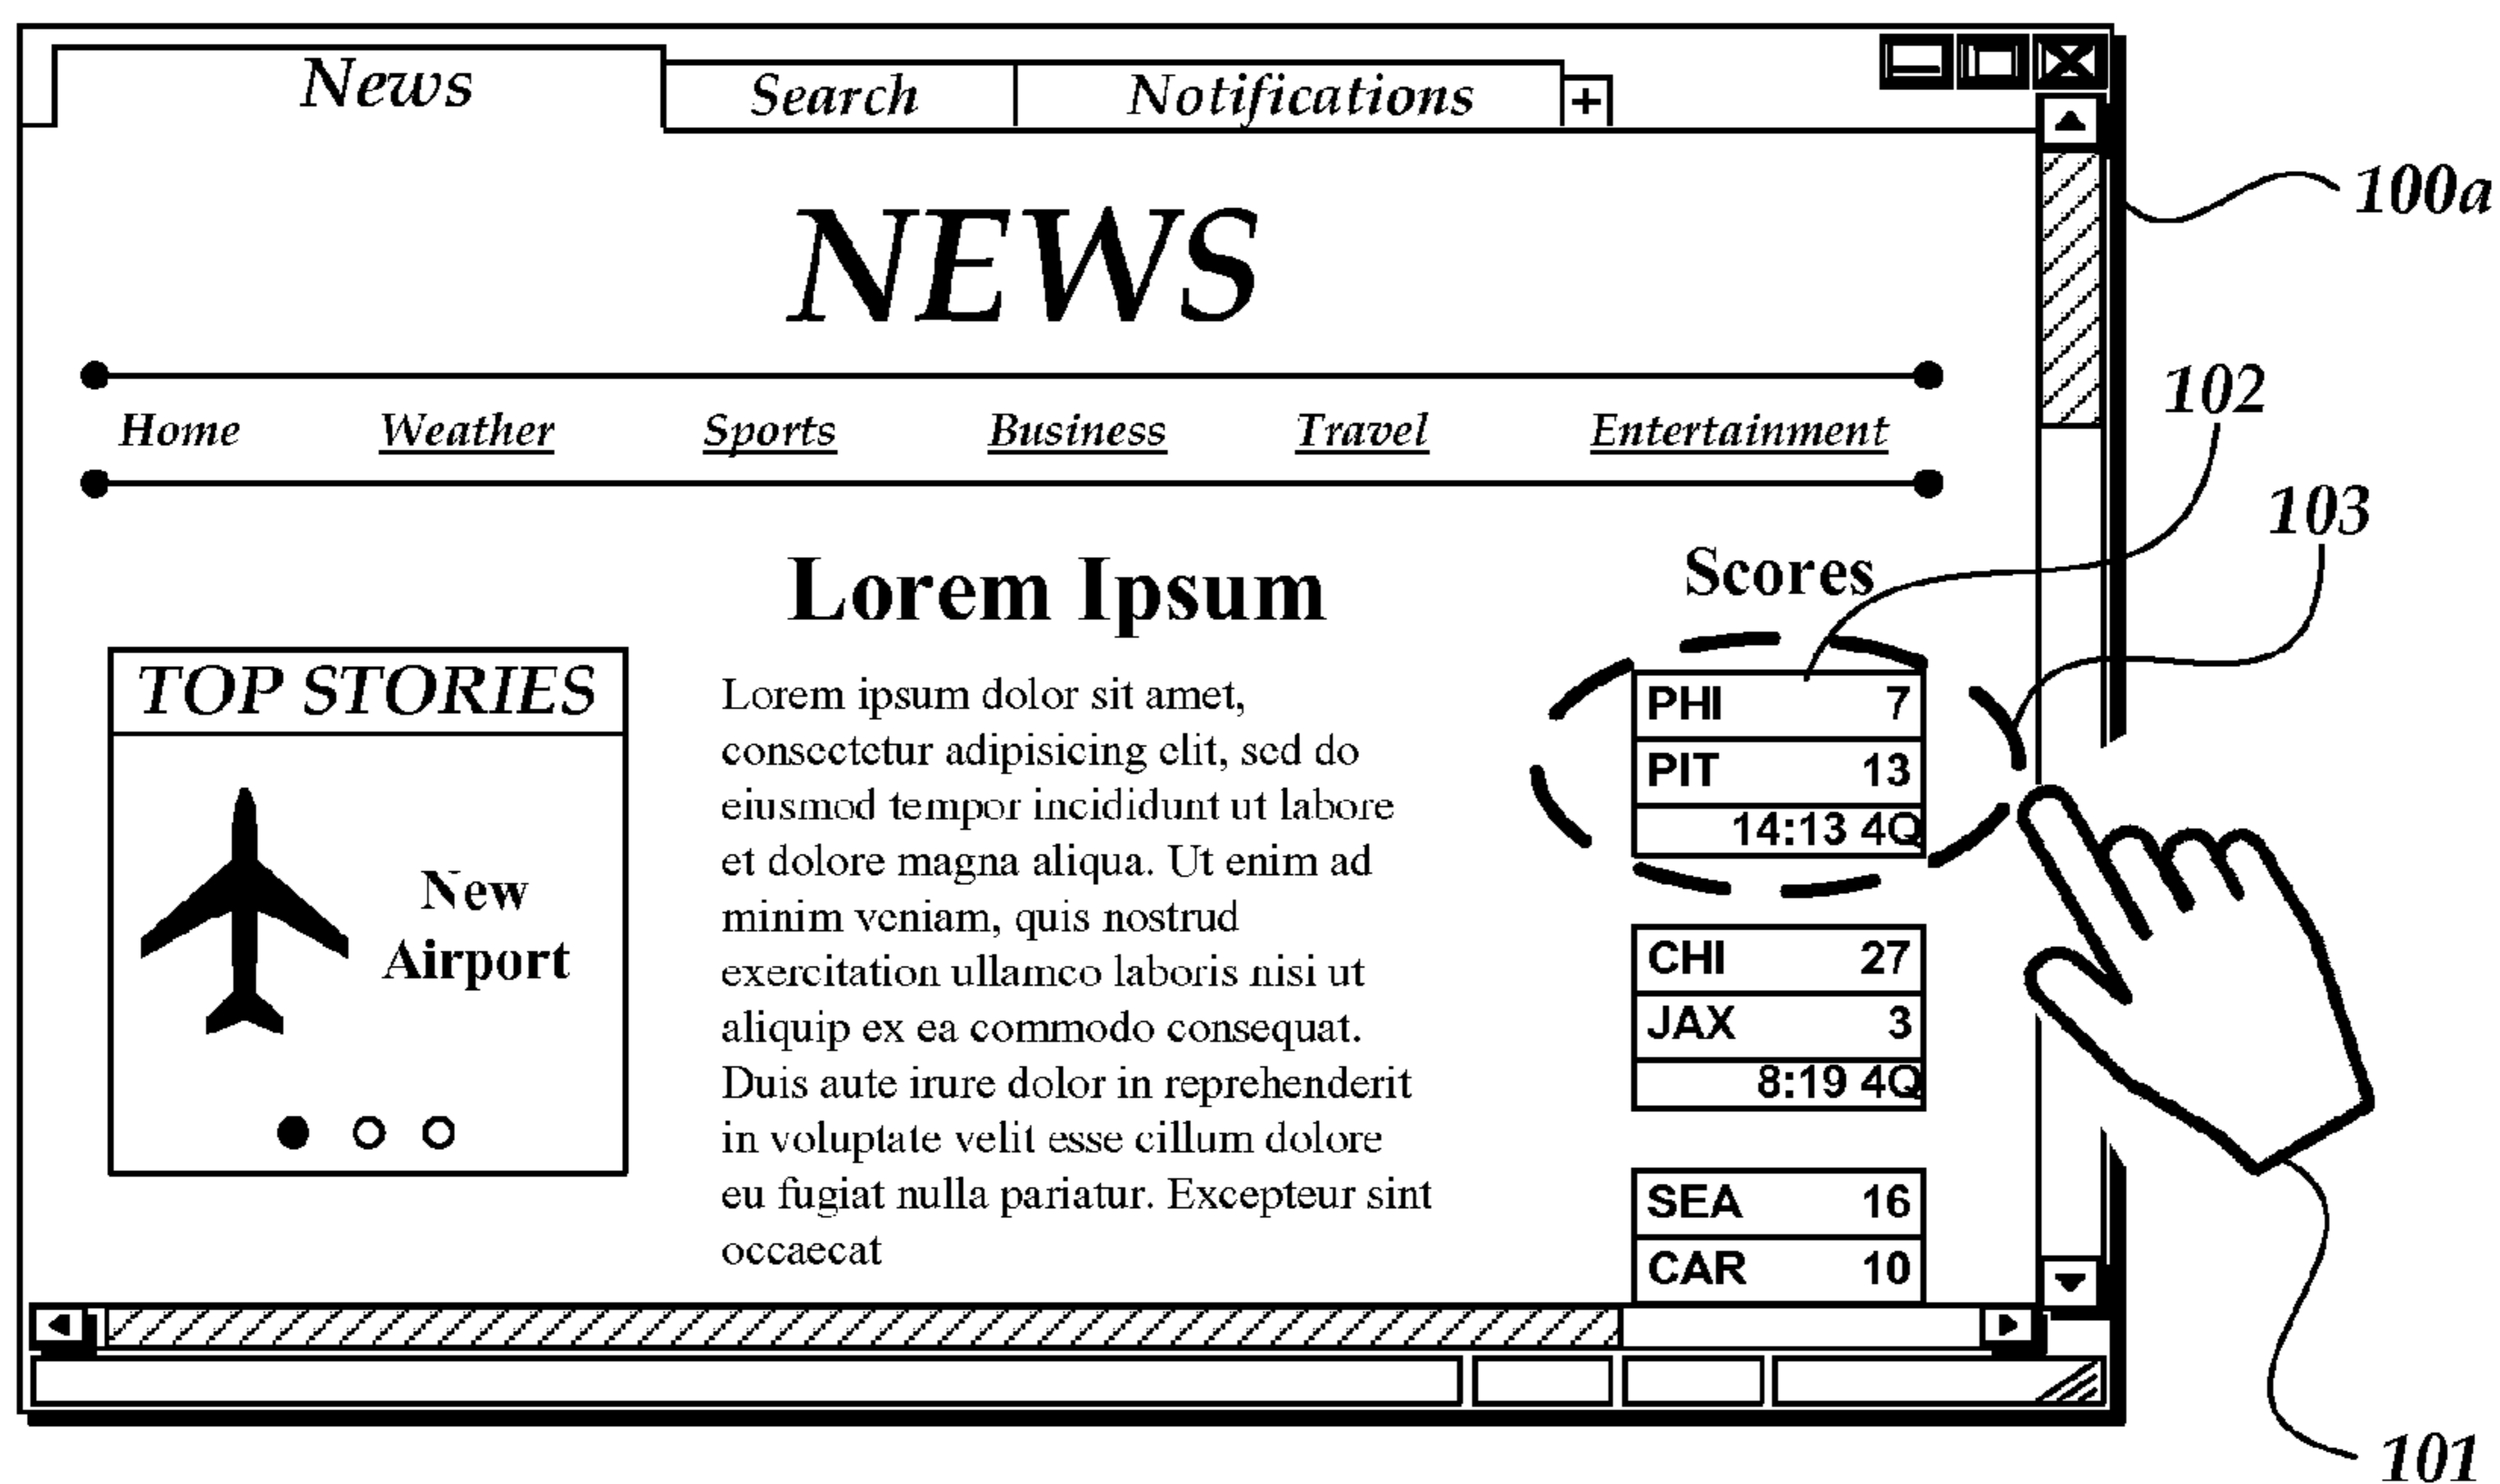 News
Search
Notifications
+
100a
NEWS
102
Home Weather Sports Business Travel Entertainment
103
Lorem Ipsum
Scores
TOP STORIES
New
Airport
Lorem ipsum dolor sit amet,
consectetur adipisicing elit, sed do
eiusmod tempor incididunt ut labore
et dolore magna aliqua. Ut enim ad
minim veniam, quis nostrud
exercitation ullamco laboris nisi ut
aliquip ex ea commodo consequat.
Duis aute irure dolor in reprehenderit
in voluptate velit esse cillum dolore
eu fugiat nulla pariatur. Excepteur sint
occaecat
PHI 7
PIT 13
14:13 4Q
CHI 27
JAX 3
8:19 4Q
SEA 16
CAR 10
101